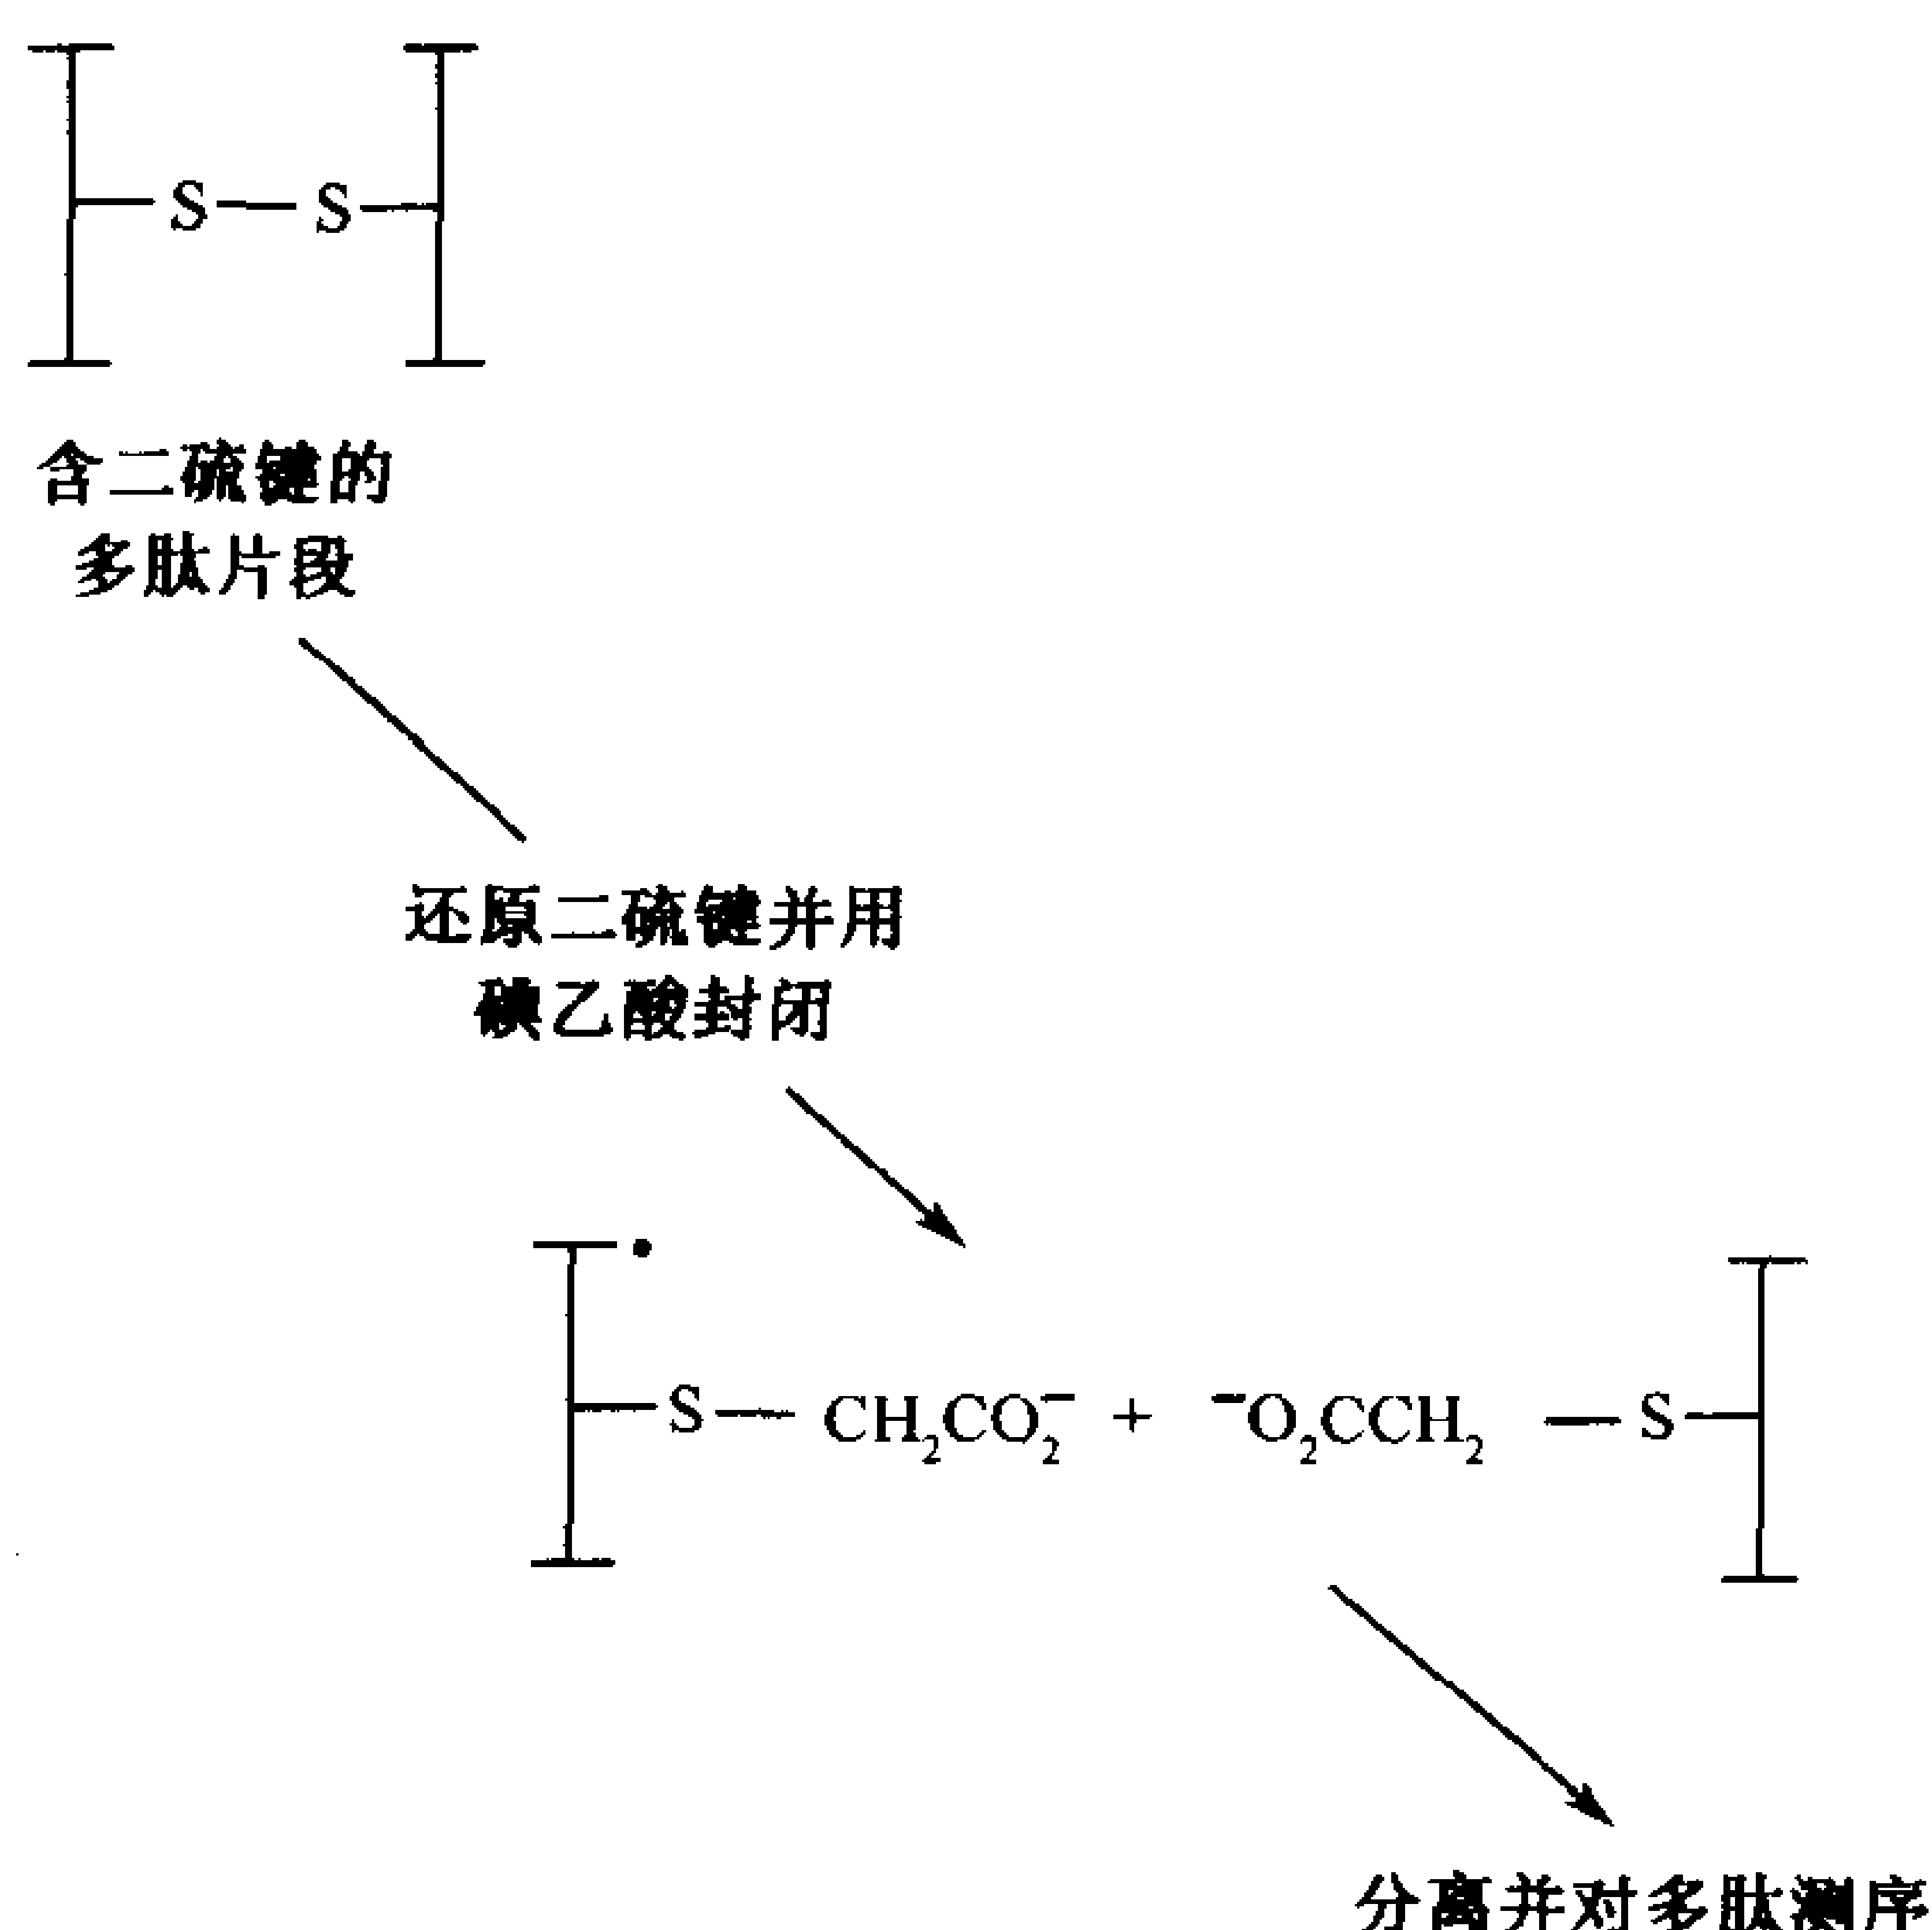 S — S
含二硫键的
多肽片段
还原二硫键并用
碘乙酸封闭
S — CH₂CO₂⁻ + ⁻O₂CCH₂ — S
分离并对多肽测序